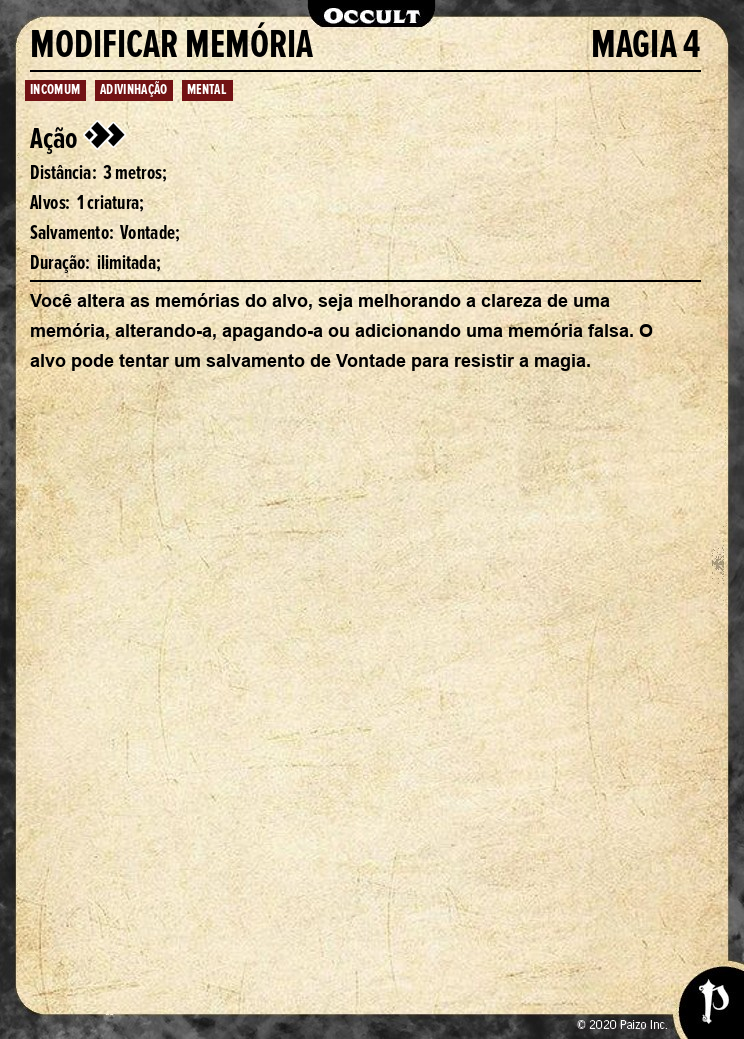 OCCULT
MODIFICAR MEMÓRIA MAGIA 4
INCOMUM ADIVINHAÇÃO MENTAL
Ação
Distância: 3 metros;
Alvos: 1 criatura;
Salvamento: Vontade;
Duração: ilimitada;
Você altera as memórias do alvo, seja melhorando a clareza de uma
memória, alterando-a, apagando-a ou adicionando uma memória falsa. O
alvo pode tentar um salvamento de Vontade para resistir a magia.
© 2020 Paizo Inc.
P